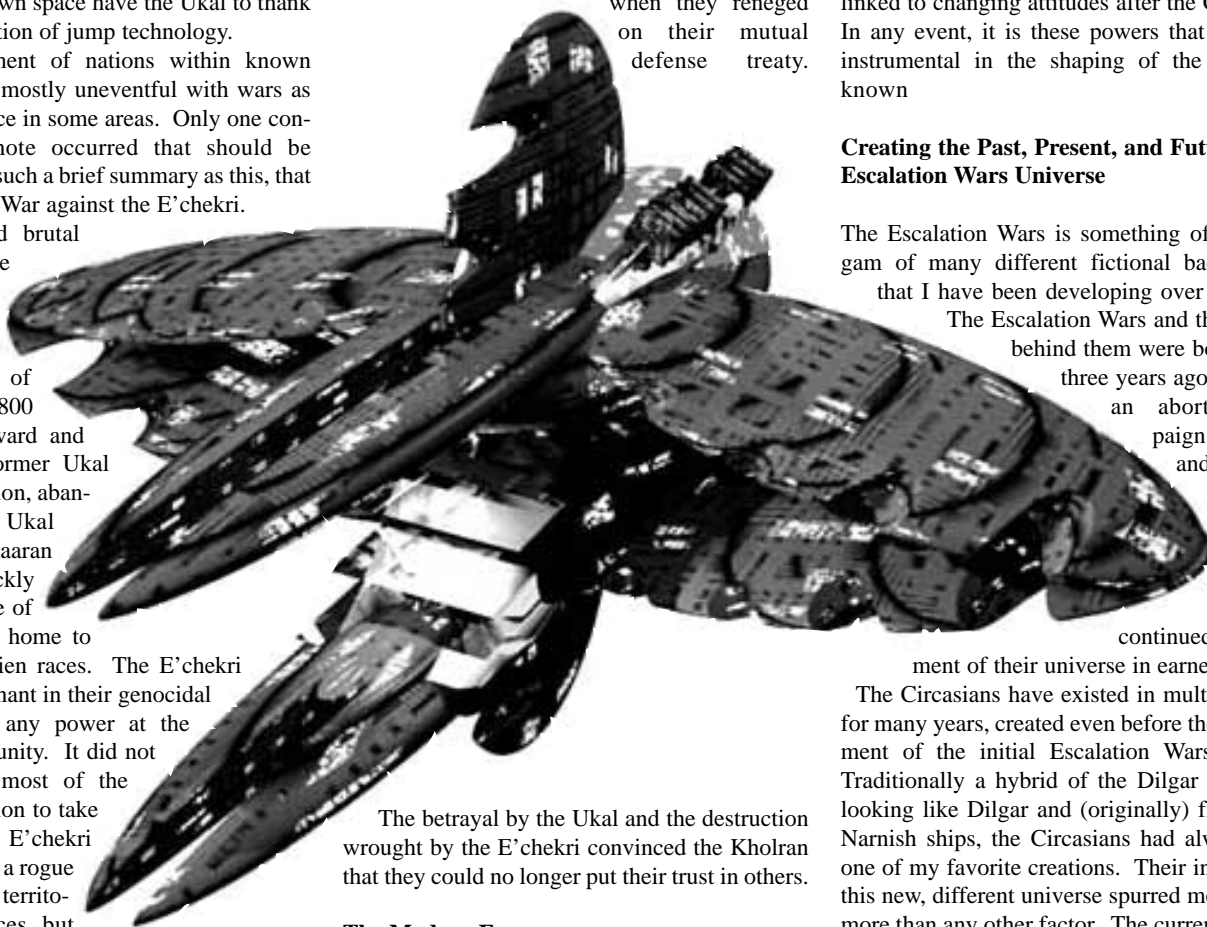 wn space have the Ukal to thank
tion of jump technology.
ment of nations within known
mostly uneventful with wars as
ce in some areas. Only one con-
note occurred that should be
such a brief summary as this, that
War against the E'chekri.
d brutal
e
of
800
vard and
ormer Ukal
ion, aban-
Ukal
aaran
ckly
e of
home to
ien races. The E'chekri
nant in their genocidal
any power at the
unity. It did not
most of the
ion to take
E'chekri
a rogue
territo-
ces but
when they reneged
on their mutual
defense treaty.
The betrayal by the Ukal and the destruction
wrought by the E'chekri convinced the Kholran
that they could no longer put their trust in others.
linked to changing attitudes after the
In any event, it is these powers that
instrumental in the shaping of the
known
Creating the Past, Present, and Fut
Escalation Wars Universe
The Escalation Wars is something of
gam of many different fictional ba
that I have been developing over
The Escalation Wars and th
behind them were b
three years ago
an abort
paign
and
continued
ment of their universe in earne
The Circasians have existed in mult
for many years, created even before the
ment of the initial Escalation Wars
Traditionally a hybrid of the Dilgar
looking like Dilgar and (originally) f
Narnish ships, the Circasians had alw
one of my favorite creations. Their in
this new, different universe spurred me
more than any other factor. The current